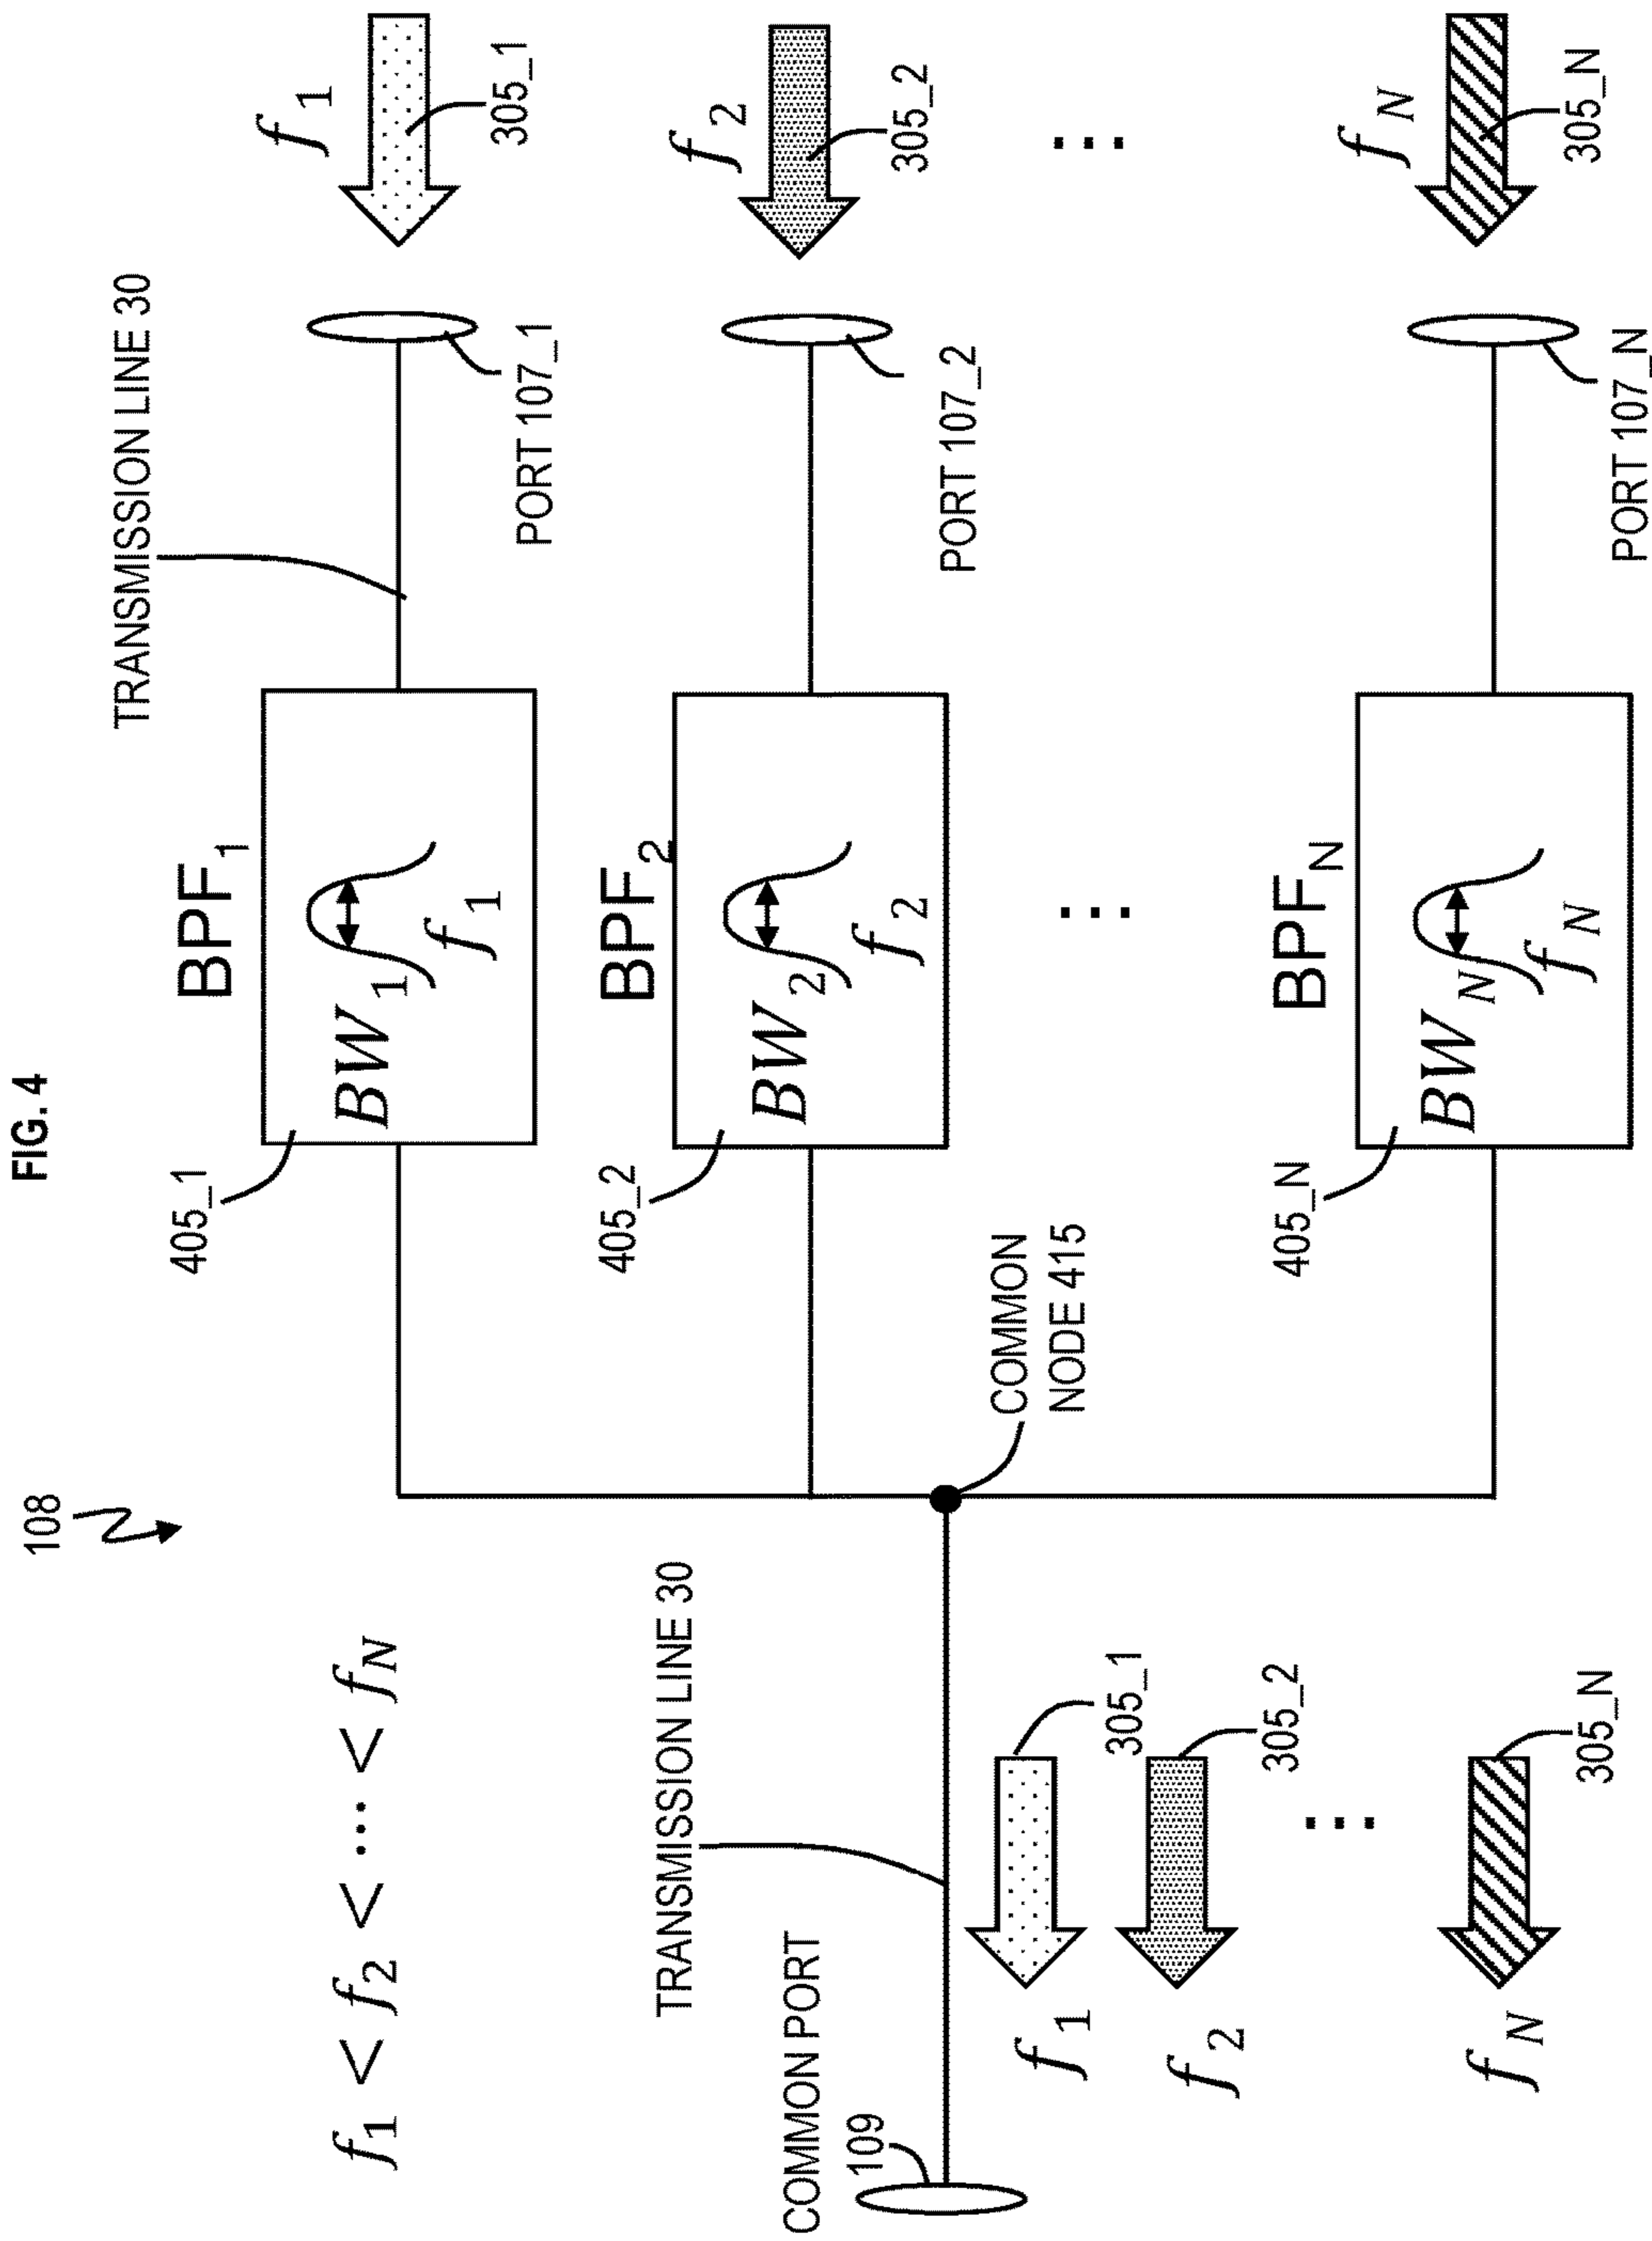 FIG. 4
108
f1 < f2 < ⋯ < fN
TRANSMISSION LINE 30
405_1
BPF1
BW1
f1
PORT 107_1
f1
305_1
405_2
BPF2
BW2
f2
PORT 107_2
f2
305_2
...
...
405_N
BPFN
BWN
fN
PORT 107_N
fN
305_N
COMMON
NODE 415
TRANSMISSION LINE 30
COMMON PORT
109
f1
305_1
f2
305_2
...
fN
305_N